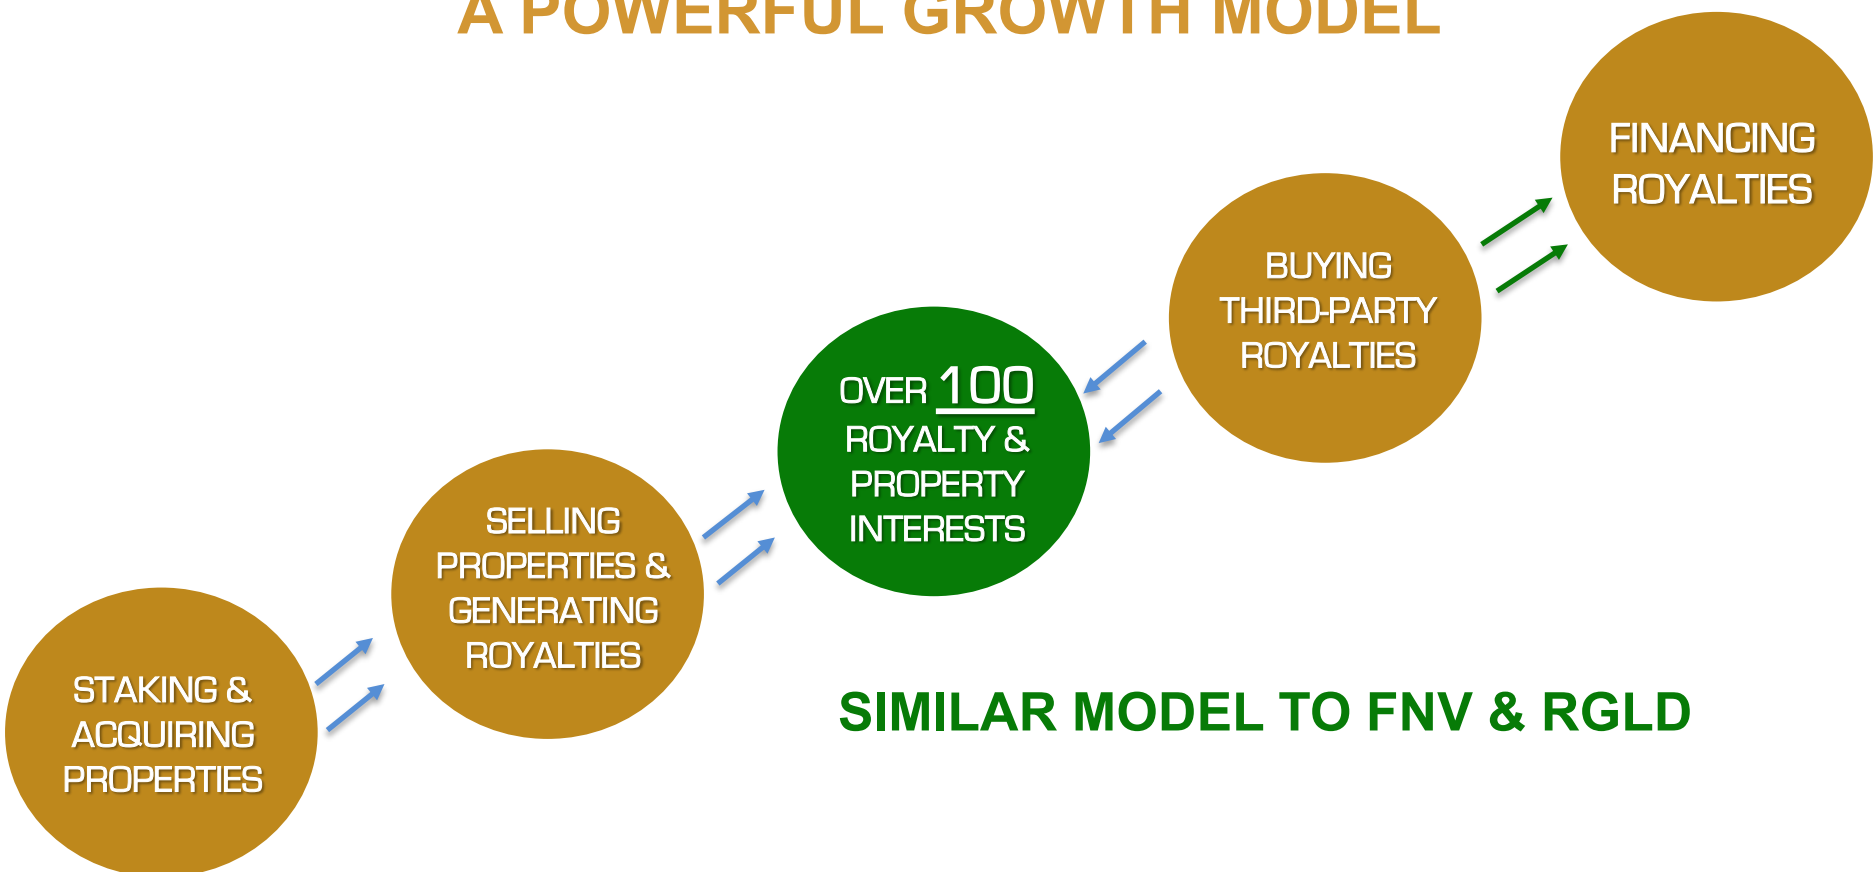 A POWERFUL GROWTH MODEL
FINANCING
ROYALTIES
BUYING
THIRD-PARTY
ROYALTIES
OVER 100
ROYALTY &
PROPERTY
INTERESTS
SELLING
PROPERTIES &
GENERATING
ROYALTIES
STAKING &
ACQUIRING
PROPERTIES
SIMILAR MODEL TO FNV & RGLD